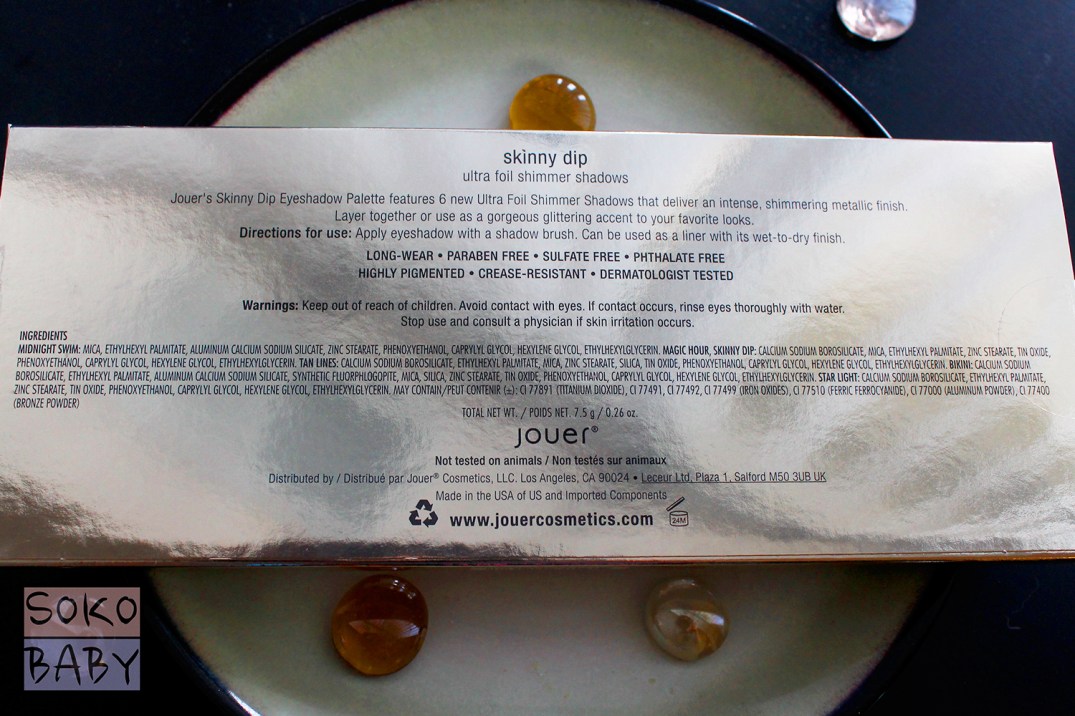 skinny dip
ultra foil shimmer shadows
Jouer's Skinny Dip Eyeshadow Palette features 6 new Ultra Foil Shimmer Shadows that deliver an intense, shimmering metallic finish.
Layer together or use as a gorgeous glittering accent to your favorite looks.
Directions for use: Apply eyeshadow with a shadow brush. Can be used as a liner with its wet-to-dry finish.
LONG-WEAR • PARABEN FREE • SULFATE FREE • PHTHALATE FREE
HIGHLY PIGMENTED • CREASE-RESISTANT • DERMATOLOGIST TESTED
Warnings: Keep out of reach of children. Avoid contact with eyes. If contact occurs, rinse eyes thoroughly with water.
Stop use and consult a physician if skin irritation occurs.
INGREDIENTS
MIDNIGHT SWIM: MICA, ETHYLHEXYL PALMITATE, ALUMINUM CALCIUM SODIUM SILICATE, ZINC STEARATE, PHENOXYETHANOL, CAPRYLYL GLYCOL, HEXYLENE GLYCOL, ETHYLHEXYLGLYCERIN. MAGIC HOUR, SKINNY DIP: CALCIUM SODIUM BOROSILICATE, MICA, ETHYLHEXYL PALMITATE, ZINC STEARATE, TIN OXIDE,
PHENOXYETHANOL, CAPRYLYL GLYCOL, HEXYLENE GLYCOL, ETHYLHEXYLGLYCERIN. TAN LINES: CALCIUM SODIUM BOROSILICATE, ETHYLHEXYL PALMITATE, MICA, ZINC STEARATE, SILICA, TIN OXIDE, PHENOXYETHANOL, CAPRYLYL GLYCOL, HEXYLENE GLYCOL, ETHYLHEXYLGLYCERIN. BIKINI: CALCIUM SODIUM
BOROSILICATE, ETHYLHEXYL PALMITATE, ALUMINUM CALCIUM SODIUM SILICATE, SYNTHETIC FLUORPHLOGOPITE, MICA, SILICA, ZINC STEARATE, TIN OXIDE, PHENOXYETHANOL, CAPRYLYL GLYCOL, HEXYLENE GLYCOL, ETHYLHEXYLGLYCERIN. STAR LIGHT: CALCIUM SODIUM BOROSILICATE, ETHYLHEXYL PALMITATE,
ZINC STEARATE, TIN OXIDE, PHENOXYETHANOL, CAPRYLYL GLYCOL, HEXYLENE GLYCOL, ETHYLHEXYLGLYCERIN. MAY CONTAIN/PEUT CONTENIR (±): CI 77891 (TITANIUM DIOXIDE), CI 77491, CI 77492, CI 77499 (IRON OXIDES), CI 77510 (FERRIC FERROCYANIDE), CI 77000 (ALUMINUM POWDER), CI 77400
(BRONZE POWDER)
TOTAL NET WT. / POIDS NET. 7.5 g / 0.26 oz.
jouer®
Not tested on animals / Non testés sur animaux
Distributed by / Distribué par Jouer® Cosmetics, LLC. Los Angeles, CA 90024 • Leceur Ltd, Plaza 1, Salford M50 3UB UK
Made in the USA of US and Imported Components
www.jouercosmetics.com
24M
SOKO
BABY